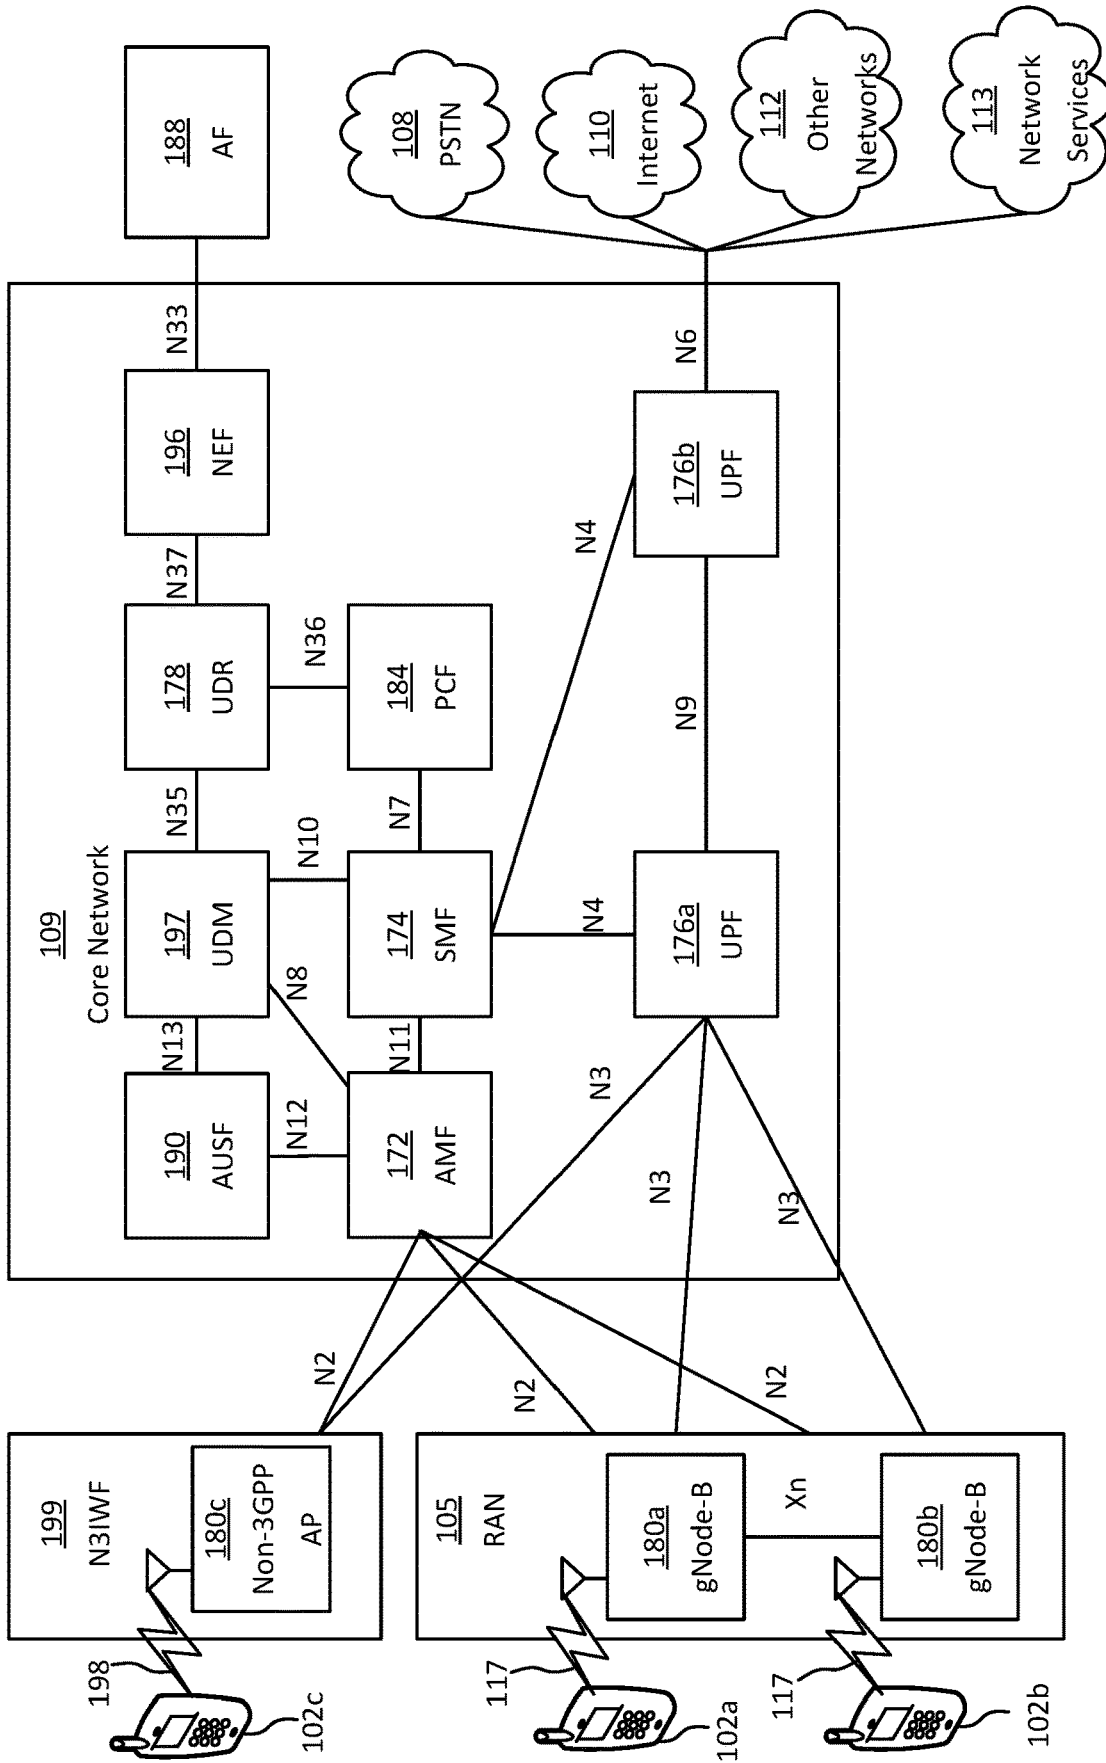 109
Core Network
199
N3IWF
180c
Non-3GPP
AP
198
102c
105
RAN
180a
gNode-B
Xn
180b
gNode-B
117
102a
117
102b
N2
N2
N2
N3
N3
N3
190
AUSF
N13
197
UDM
N35
178
UDR
N37
196
NEF
N33
188
AF
N12
N8
N10
N36
172
AMF
N11
174
SMF
N7
184
PCF
N4
N4
176a
UPF
N9
176b
UPF
N6
108
PSTN
110
Internet
112
Other
Networks
113
Network
Services